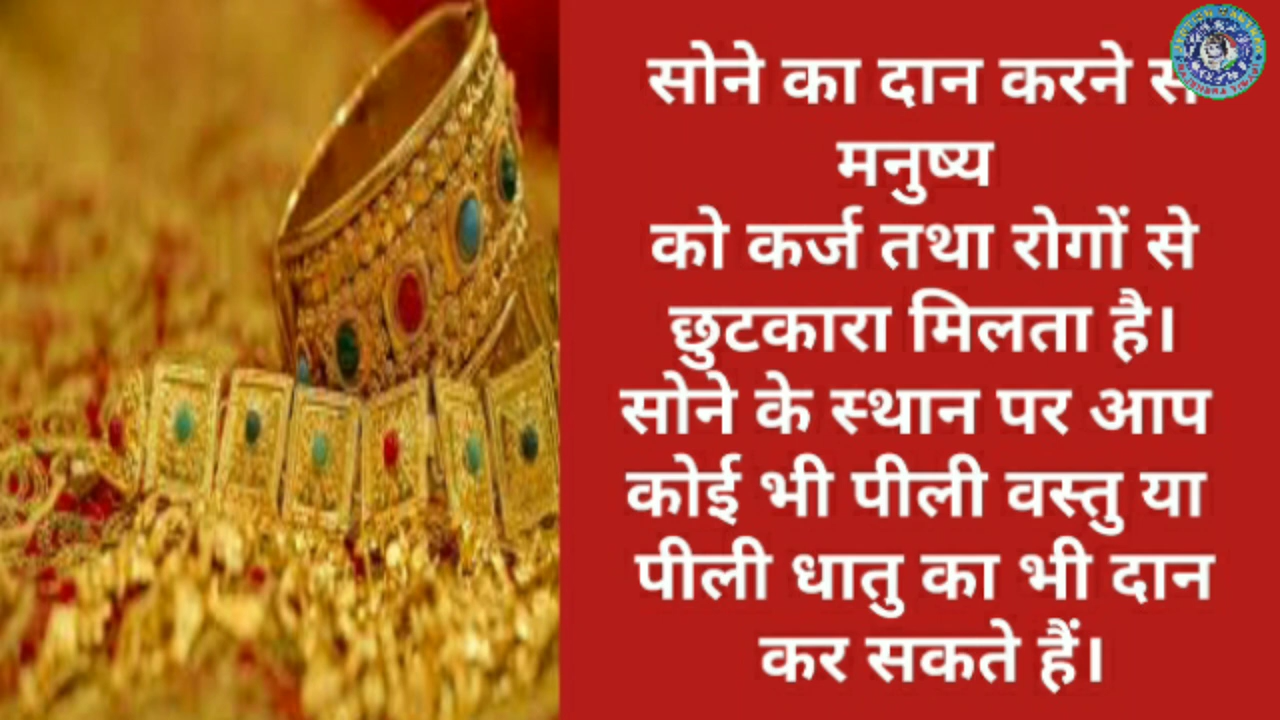 सोने का दान करने से
मनुष्य
को कर्ज तथा रोगों से
छुटकारा मिलता है।
सोने के स्थान पर आप
कोई भी पीली वस्तु या
पीली धातु का भी दान
कर सकते हैं।